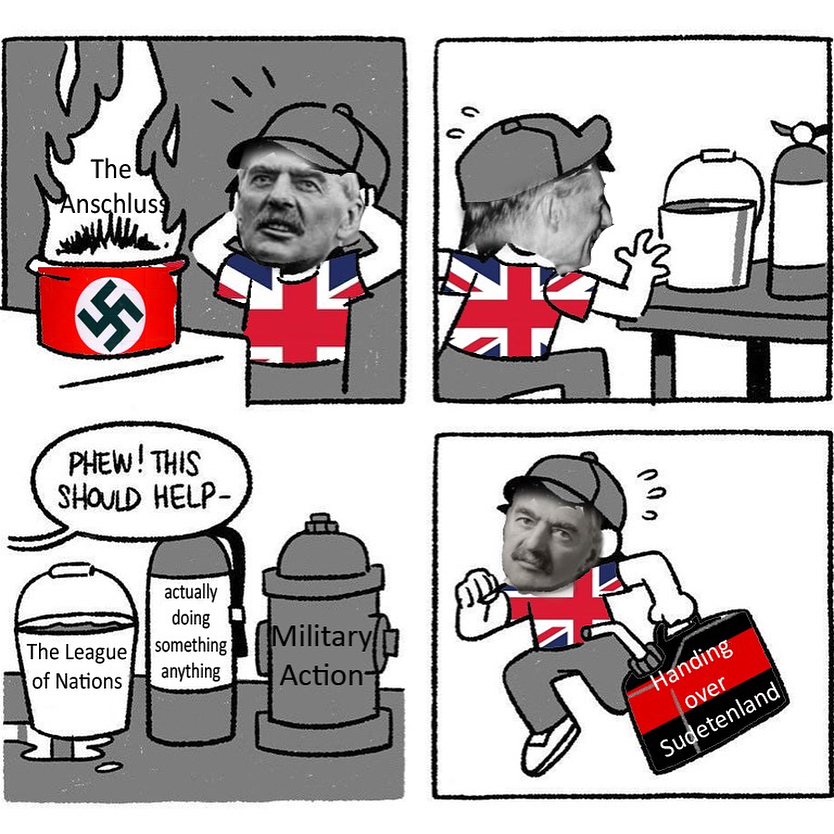 The
Anschluss
PHEW! THIS
SHOULD HELP-
The League
of Nations
actually
doing
something
anything
Military
Action
Handing
over
Sudetenland